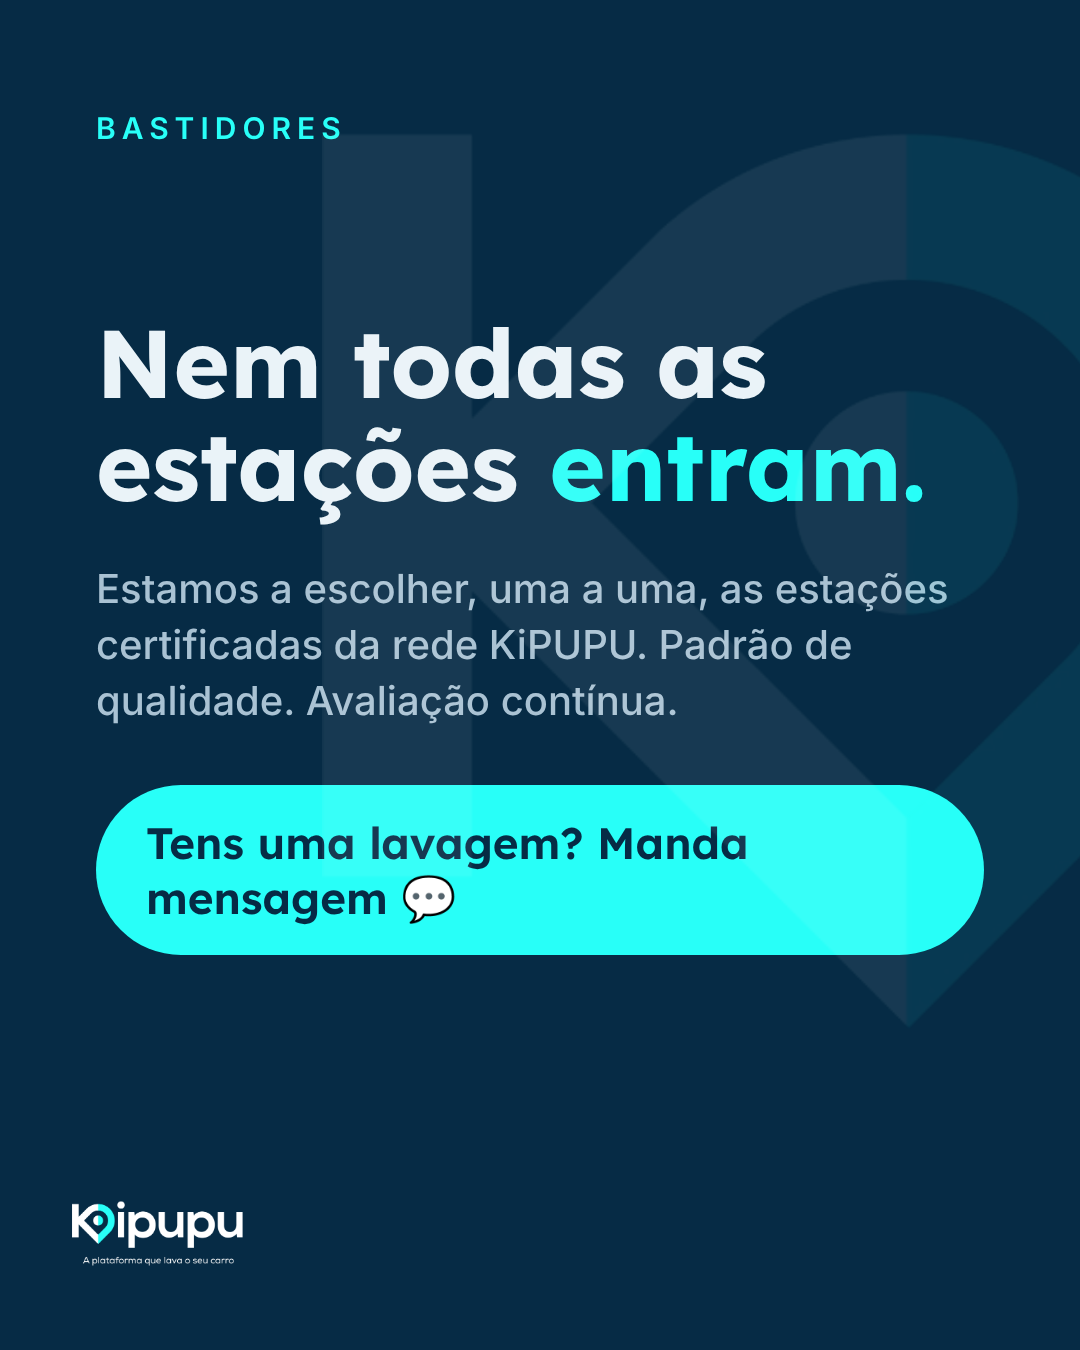 BASTIDORES
Nem todas as
estações entram.
Estamos a escolher, uma a uma, as estações
certificadas da rede KiPUPU. Padrão de
qualidade. Avaliação contínua.
Tens uma lavagem? Manda
mensagem 💬
Kipupu
A plataforma que lava o seu carro